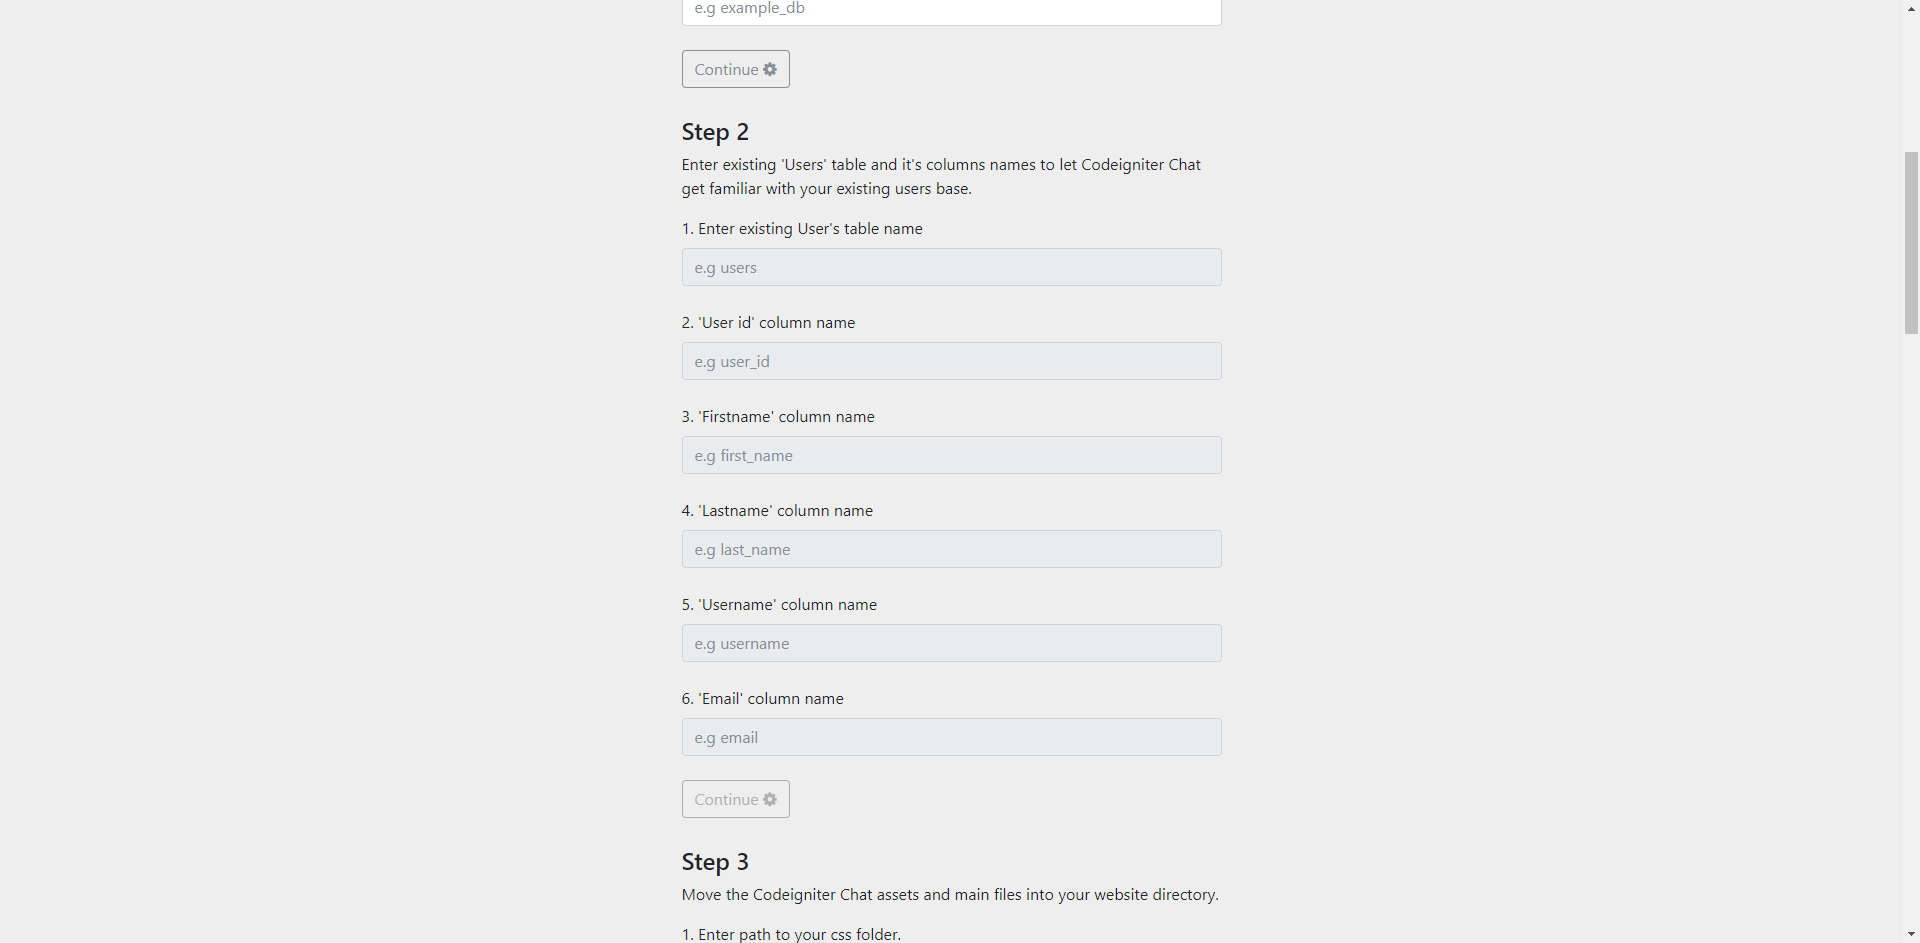 e.g example_db
Continue
Step 2
Enter existing 'Users' table and it's columns names to let Codeigniter Chat
get familiar with your existing users base.
1. Enter existing User's table name
e.g users
2. 'User id' column name
e.g user_id
3. 'Firstname' column name
e.g first_name
4. 'Lastname' column name
e.g last_name
5. 'Username' column name
e.g username
6. 'Email' column name
e.g email
Continue
Step 3
Move the Codeigniter Chat assets and main files into your website directory.
1. Enter path to your css folder.